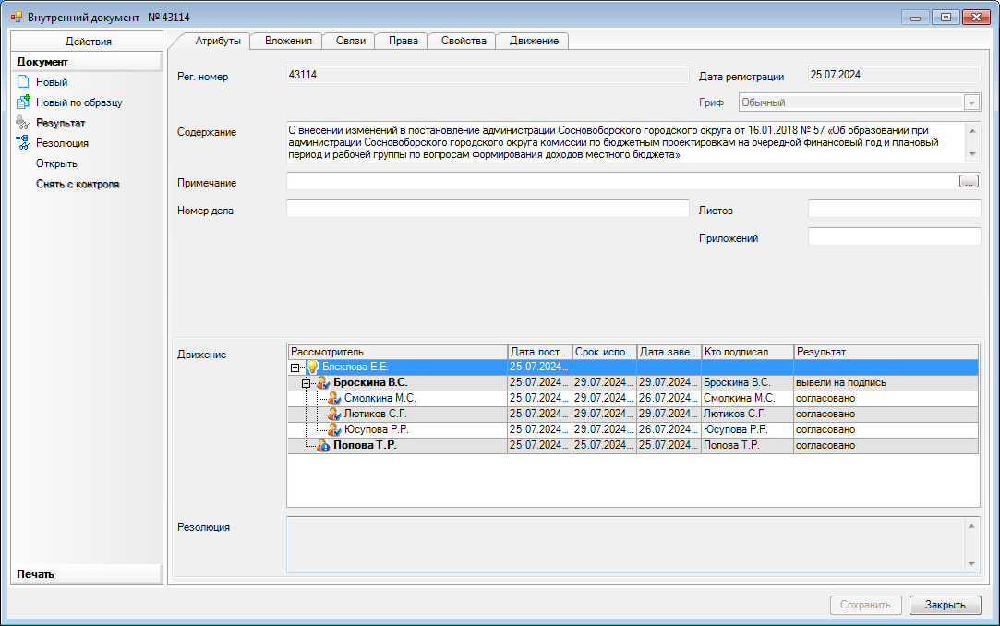 Внутренний документ № 43114
Действия
Документ
Новый
Новый по образцу
Результат
Резолюция
Открыть
Снять с контроля
Печать
Атрибуты Вложения Связи Права Свойства Движение
Рег. номер 43114 Дата регистрации 25.07.2024
Гриф Обычный
Содержание
О внесении изменений в постановление администрации Сосновоборского городского округа от 16.01.2018 № 57 «Об образовании при
администрации Сосновоборского городского округа комиссии по бюджетным проектировкам на очередной финансовый год и плановый
период и рабочей группы по вопросам формирования доходов местного бюджета»
Примечание ...
Номер дела Листов
Приложений
Движение
Рассмотритель Дата пост... Срок испо... Дата заве... Кто подписал Результат
Блеклова Е.Е. 25.07.2024...
Броскина В.С. 25.07.2024... 29.07.2024... 29.07.2024... Броскина В.С. вывели на подпись
Смолкина М.С. 25.07.2024... 29.07.2024... 26.07.2024... Смолкина М.С. согласовано
Лютиков С.Г. 25.07.2024... 29.07.2024... 29.07.2024... Лютиков С.Г. согласовано
Юсупова Р.Р. 25.07.2024... 29.07.2024... 26.07.2024... Юсупова Р.Р. согласовано
Попова Т.Р. 25.07.2024... 25.07.2024... 25.07.2024... Попова Т.Р. согласовано
Резолюция
Сохранить Закрыть